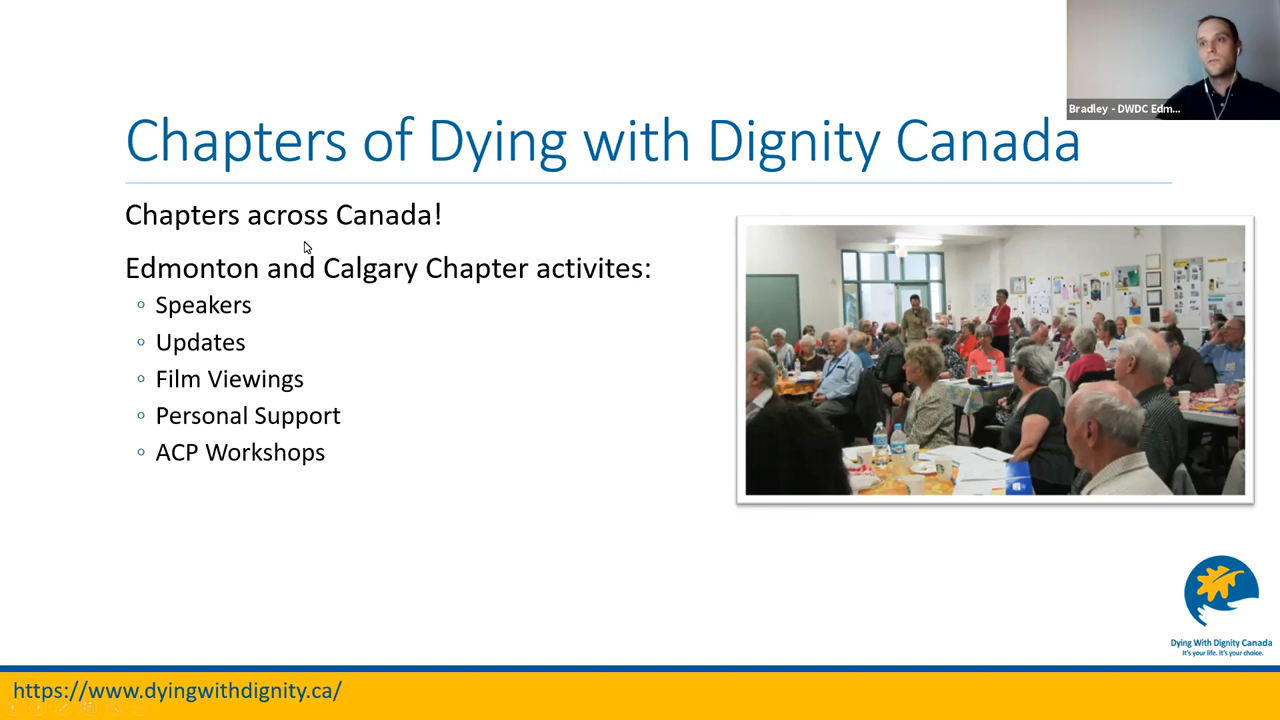 Bradley - DWDC Edm...
Chapters of Dying with Dignity Canada
Chapters across Canada!
Edmonton and Calgary Chapter activites:
Speakers
Updates
Film Viewings
Personal Support
ACP Workshops
Dying With Dignity Canada
It's your life. It's your choice.
https://www.dyingwithdignity.ca/